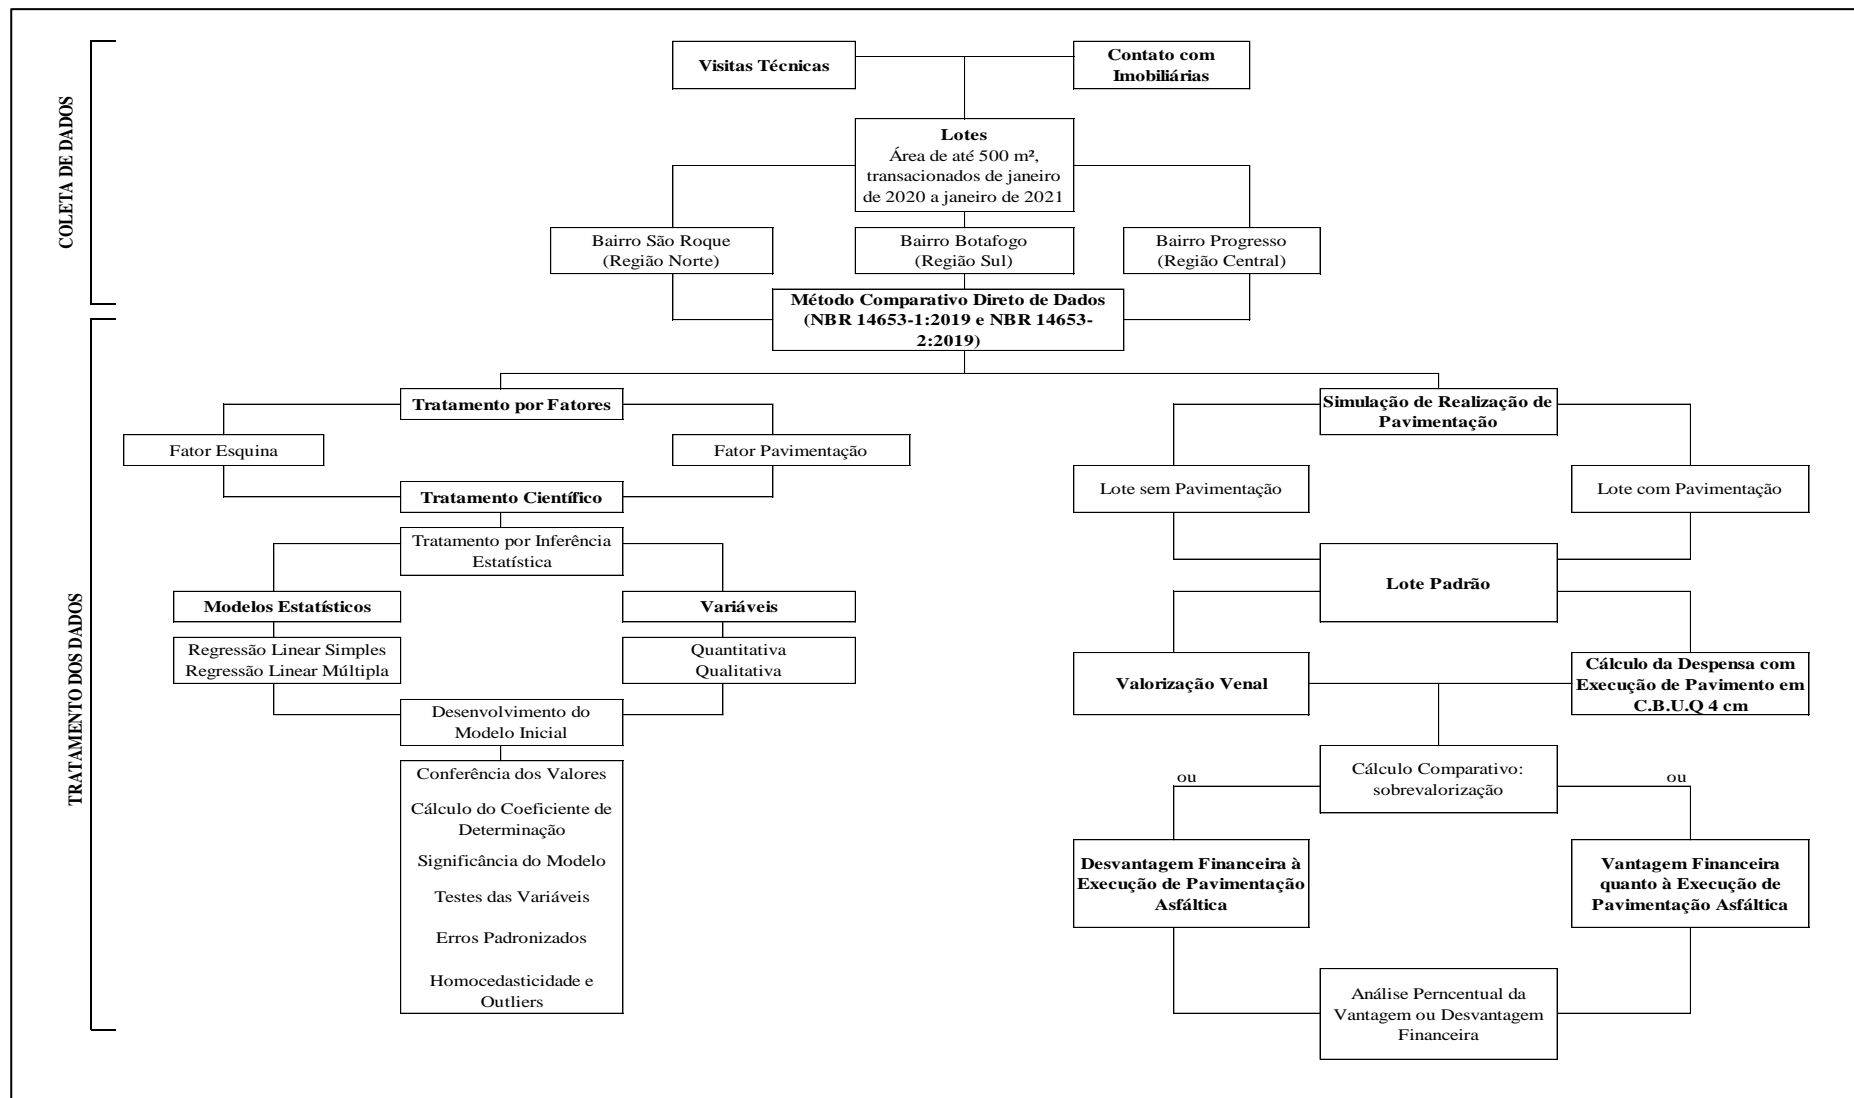 COLETA DE DADOS
Visitas Técnicas
Contato com
Imobiliárias
Lotes
Área de até 500 m²,
transacionados de janeiro
de 2020 a janeiro de 2021
Bairro São Roque
(Região Norte)
Bairro Botafogo
(Região Sul)
Bairro Progresso
(Região Central)
Método Comparativo Direto de Dados
(NBR 14653-1:2019 e NBR 14653-
2:2019)
TRATAMENTO DOS DADOS
Tratamento por Fatores
Fator Esquina
Fator Pavimentação
Tratamento Científico
Tratamento por Inferência
Estatística
Modelos Estatísticos
Variáveis
Regressão Linear Simples
Regressão Linear Múltipla
Quantitativa
Qualitativa
Desenvolvimento do
Modelo Inicial
Conferência dos Valores
Cálculo do Coeficiente de
Determinação
Significância do Modelo
Testes das Variáveis
Erros Padronizados
Homocedasticidade e
Outliers
Simulação de Realização de
Pavimentação
Lote sem Pavimentação
Lote com Pavimentação
Lote Padrão
Valorização Venal
Cálculo da Despensa com
Execução de Pavimento em
C.B.U.Q 4 cm
ou
Cálculo Comparativo:
sobrevalorização
ou
Desvantagem Financeira à
Execução de Pavimentação
Asfáltica
Vantagem Financeira
quanto à Execução de
Pavimentação Asfáltica
Análise Perncentual da
Vantagem ou Desvantagem
Financeira